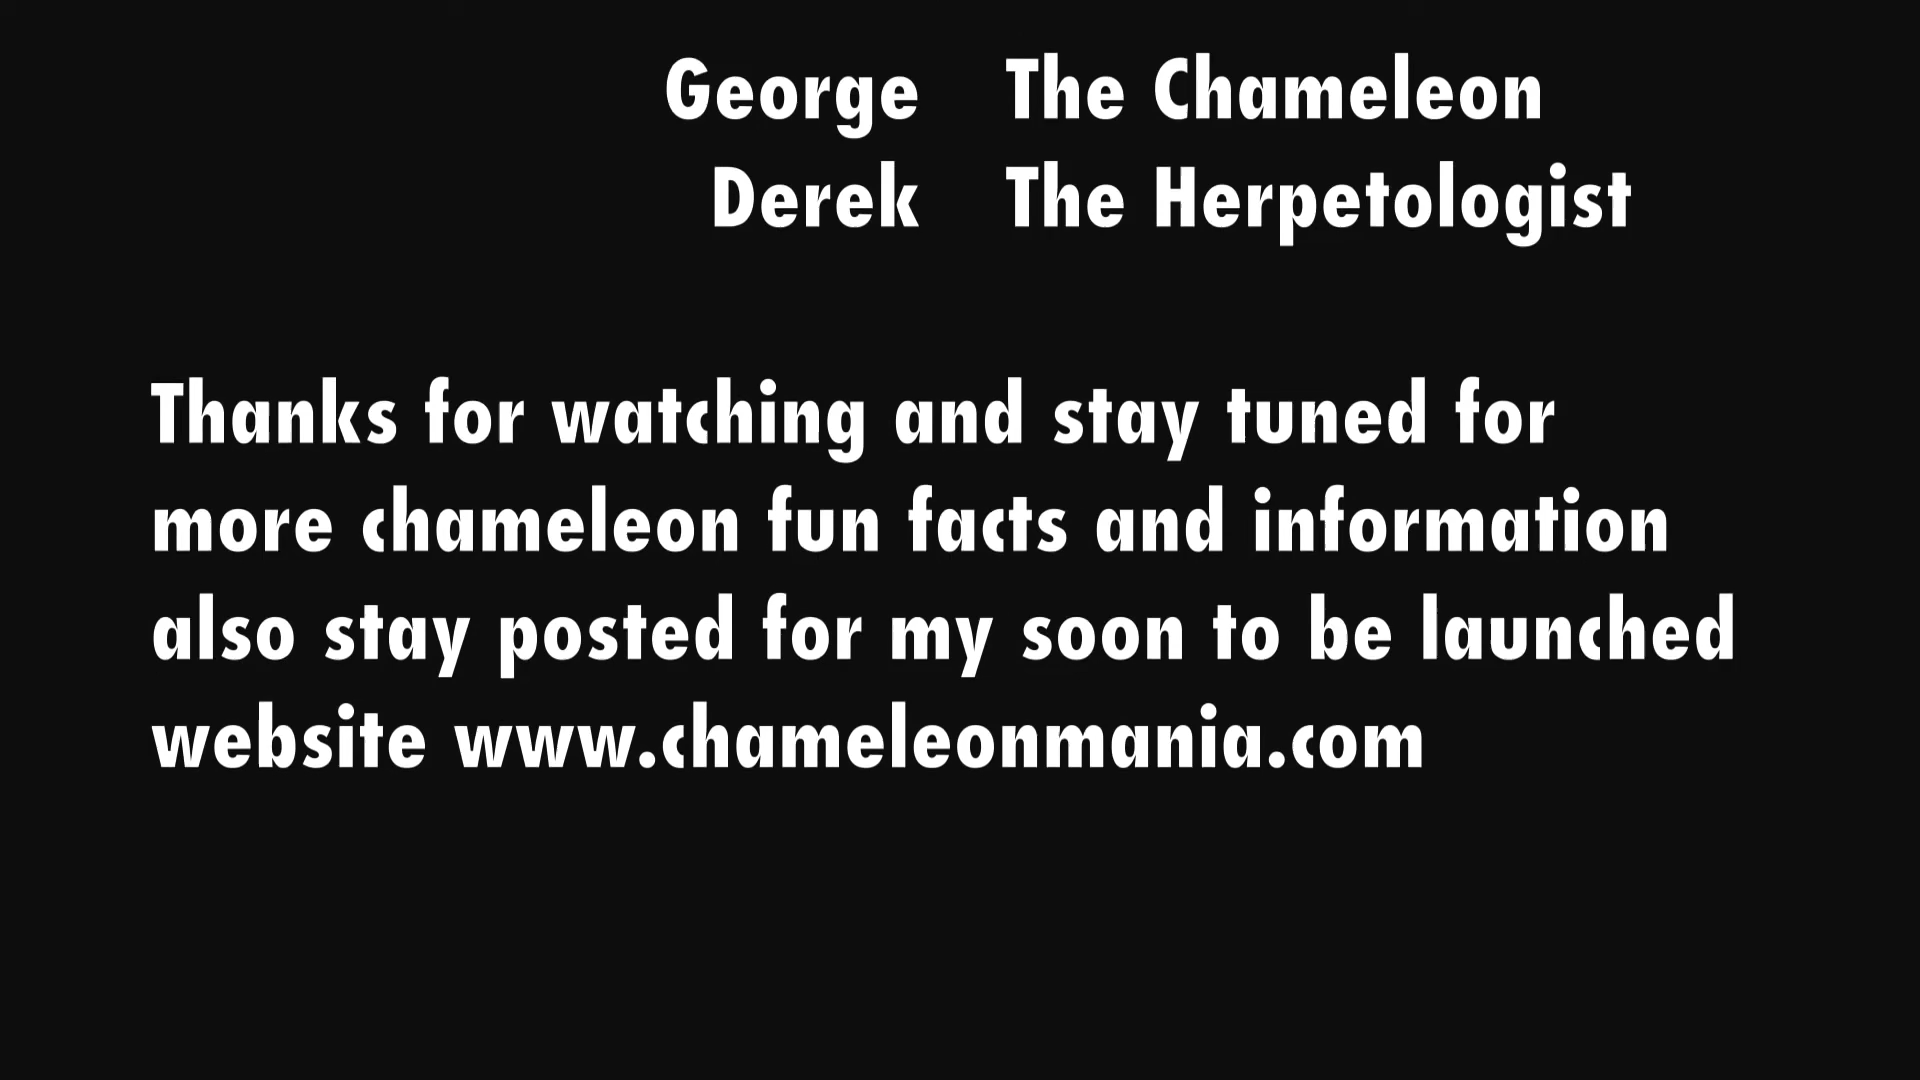 George The Chameleon
Derek The Herpetologist
Thanks for watching and stay tuned for
more chameleon fun facts and information
also stay posted for my soon to be launched
website www.chameleonmania.com